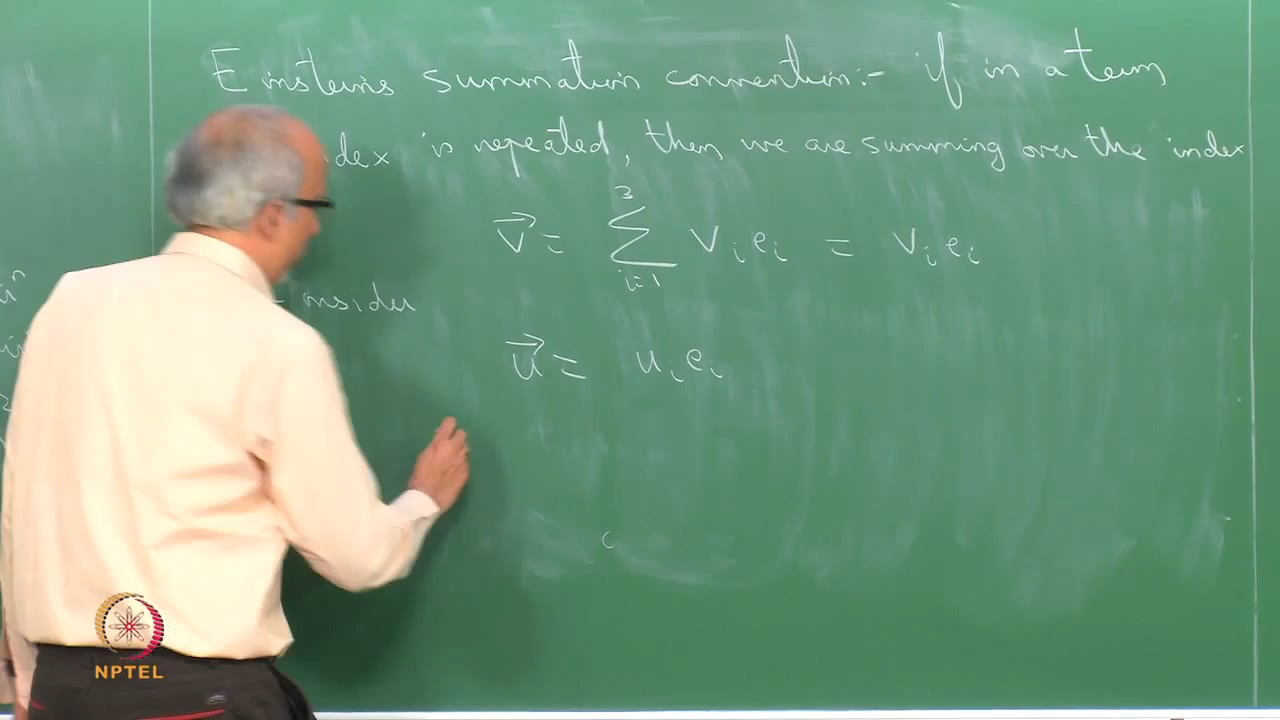 Einsteins summation convention:- if in a term
dex is repeated, then we are summing over the index
v⃗ = Σ_{i=1}^{3} v_i e_i = v_i e_i
nsider
u⃗ = u_i e_i
NPTEL